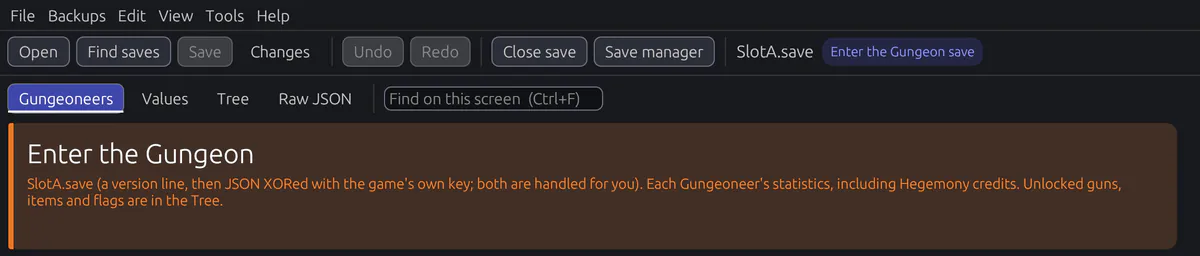 File Backups Edit View Tools Help
Open Find saves Save Changes Undo Redo Close save Save manager SlotA.save Enter the Gungeon save
Gungeoneers Values Tree Raw JSON Find on this screen (Ctrl+F)
Enter the Gungeon
SlotA.save (a version line, then JSON XORed with the game's own key; both are handled for you). Each Gungeoneer's statistics, including Hegemony credits. Unlocked guns,
items and flags are in the Tree.